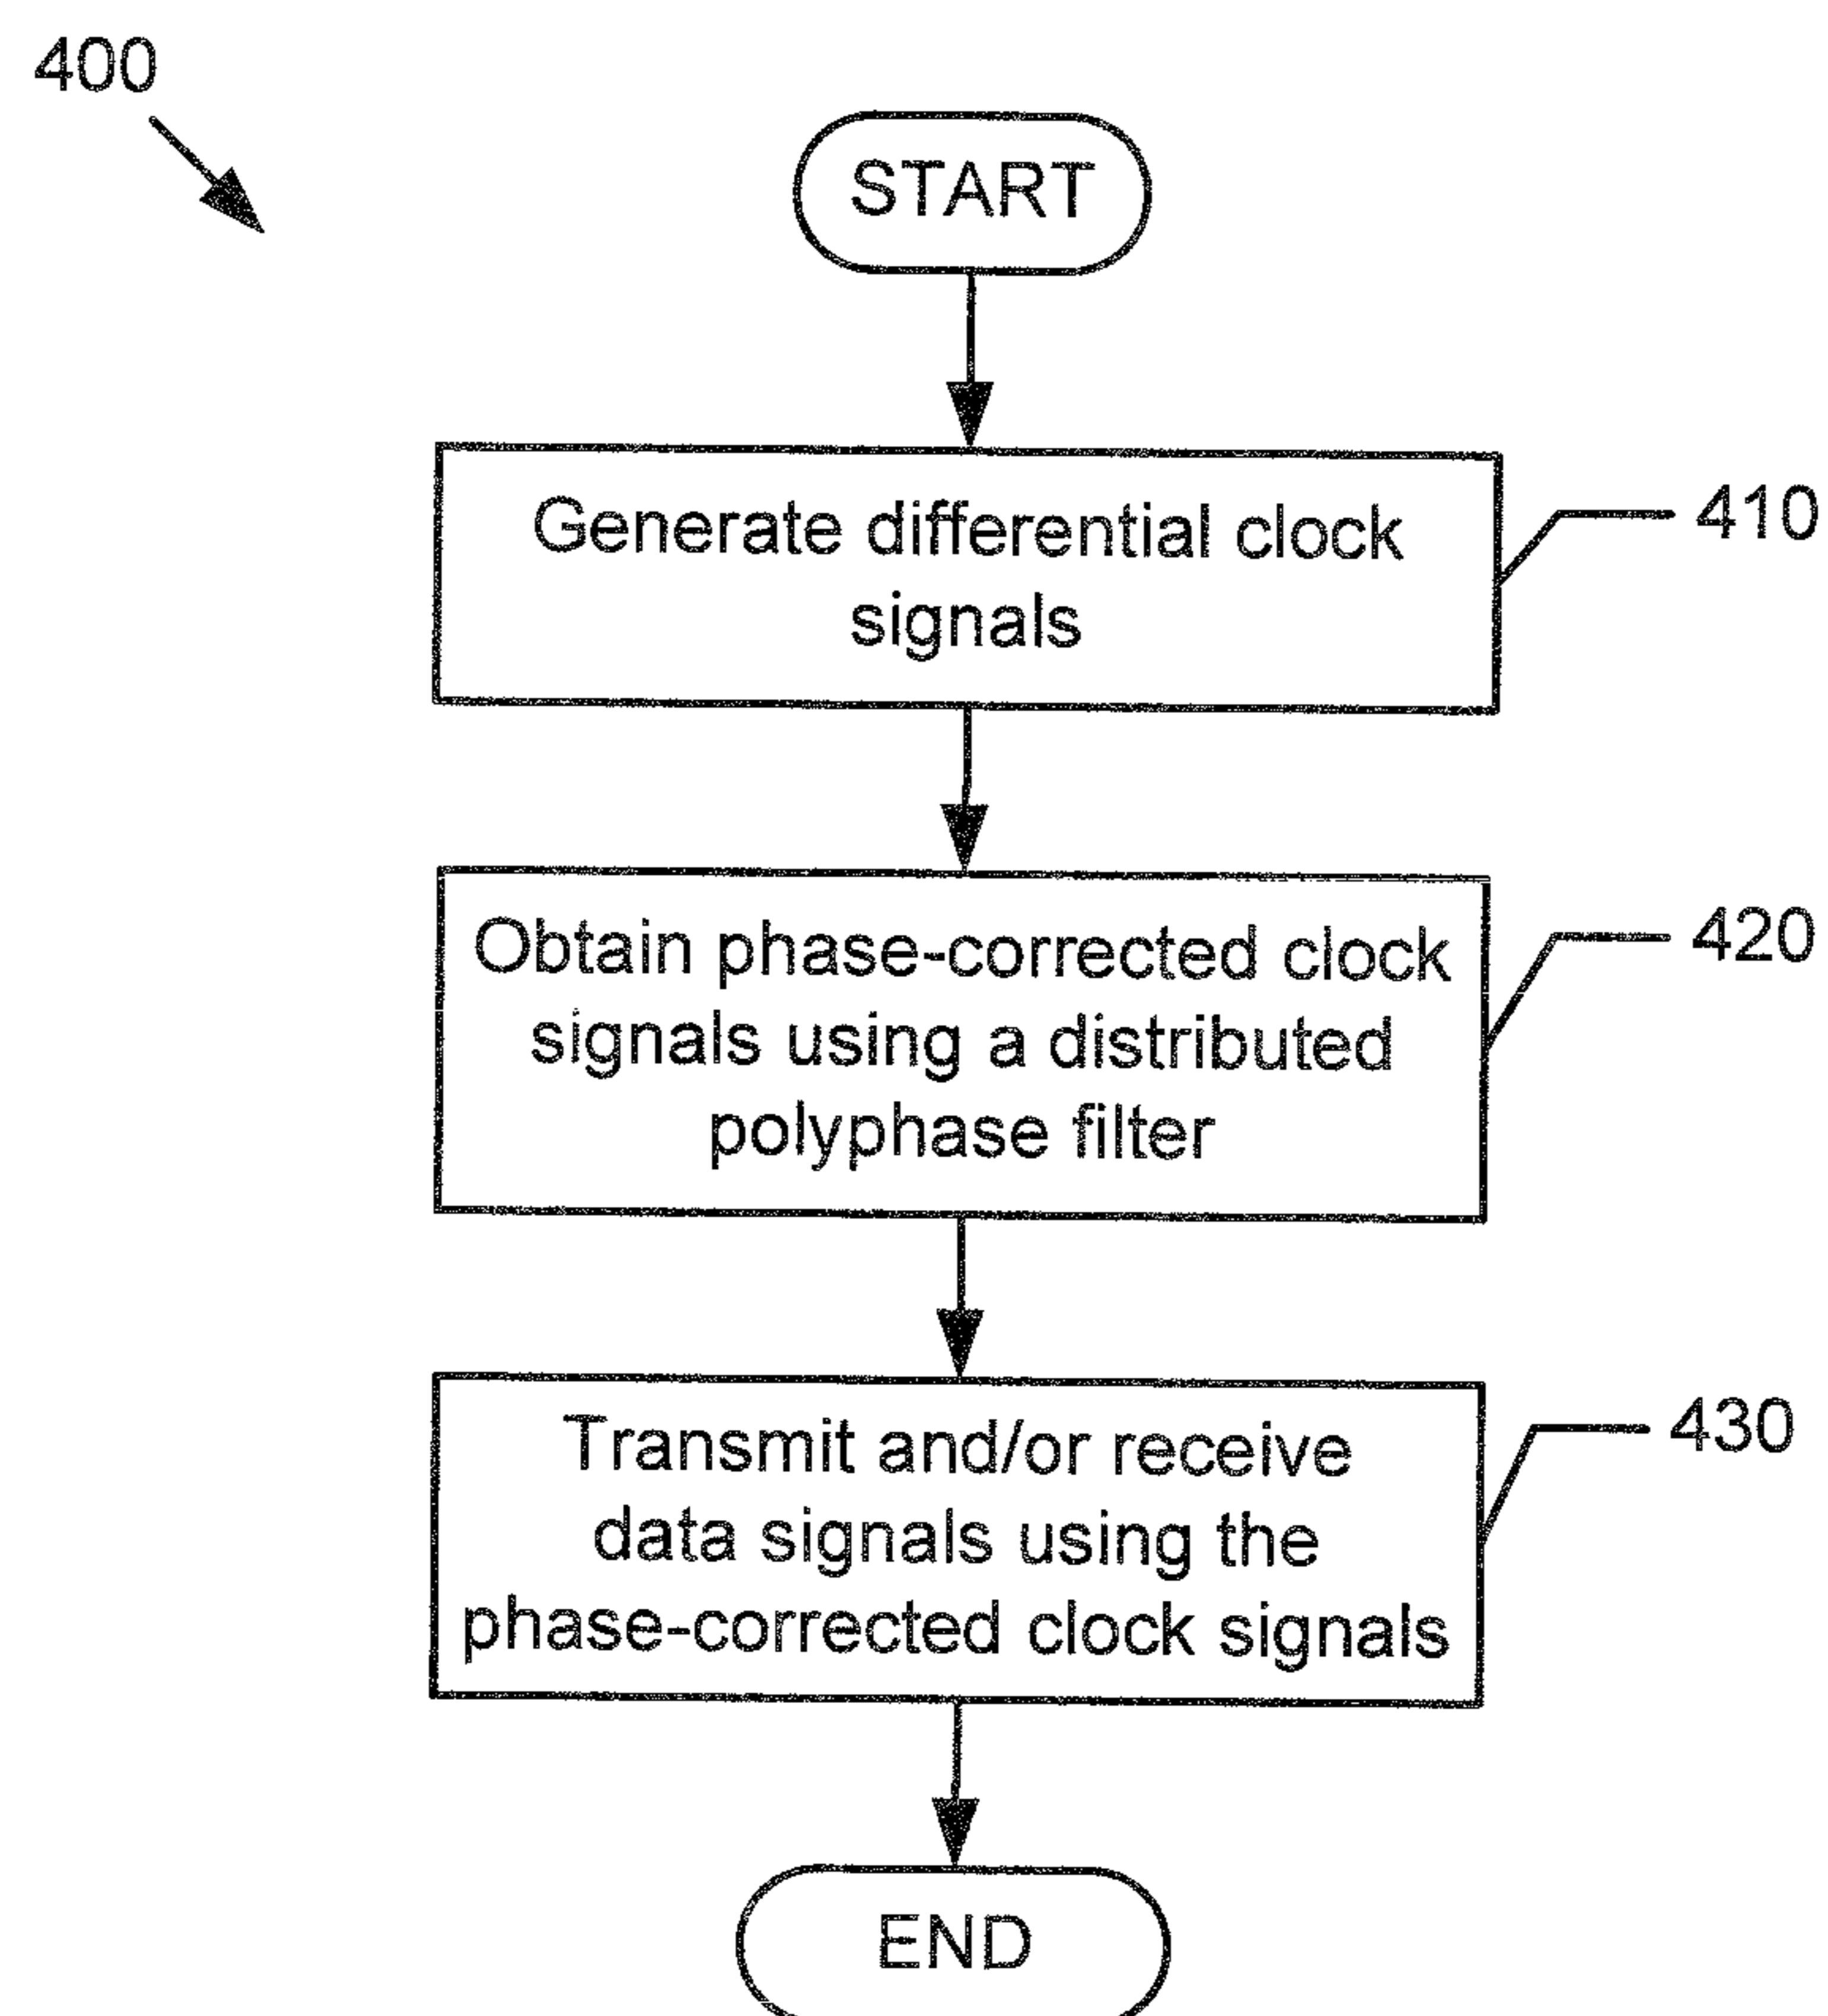 400
START
Generate differential clock
signals
410
Obtain phase-corrected clock
signals using a distributed
polyphase filter
420
Transmit and/or receive
data signals using the
phase-corrected clock signals
430
END